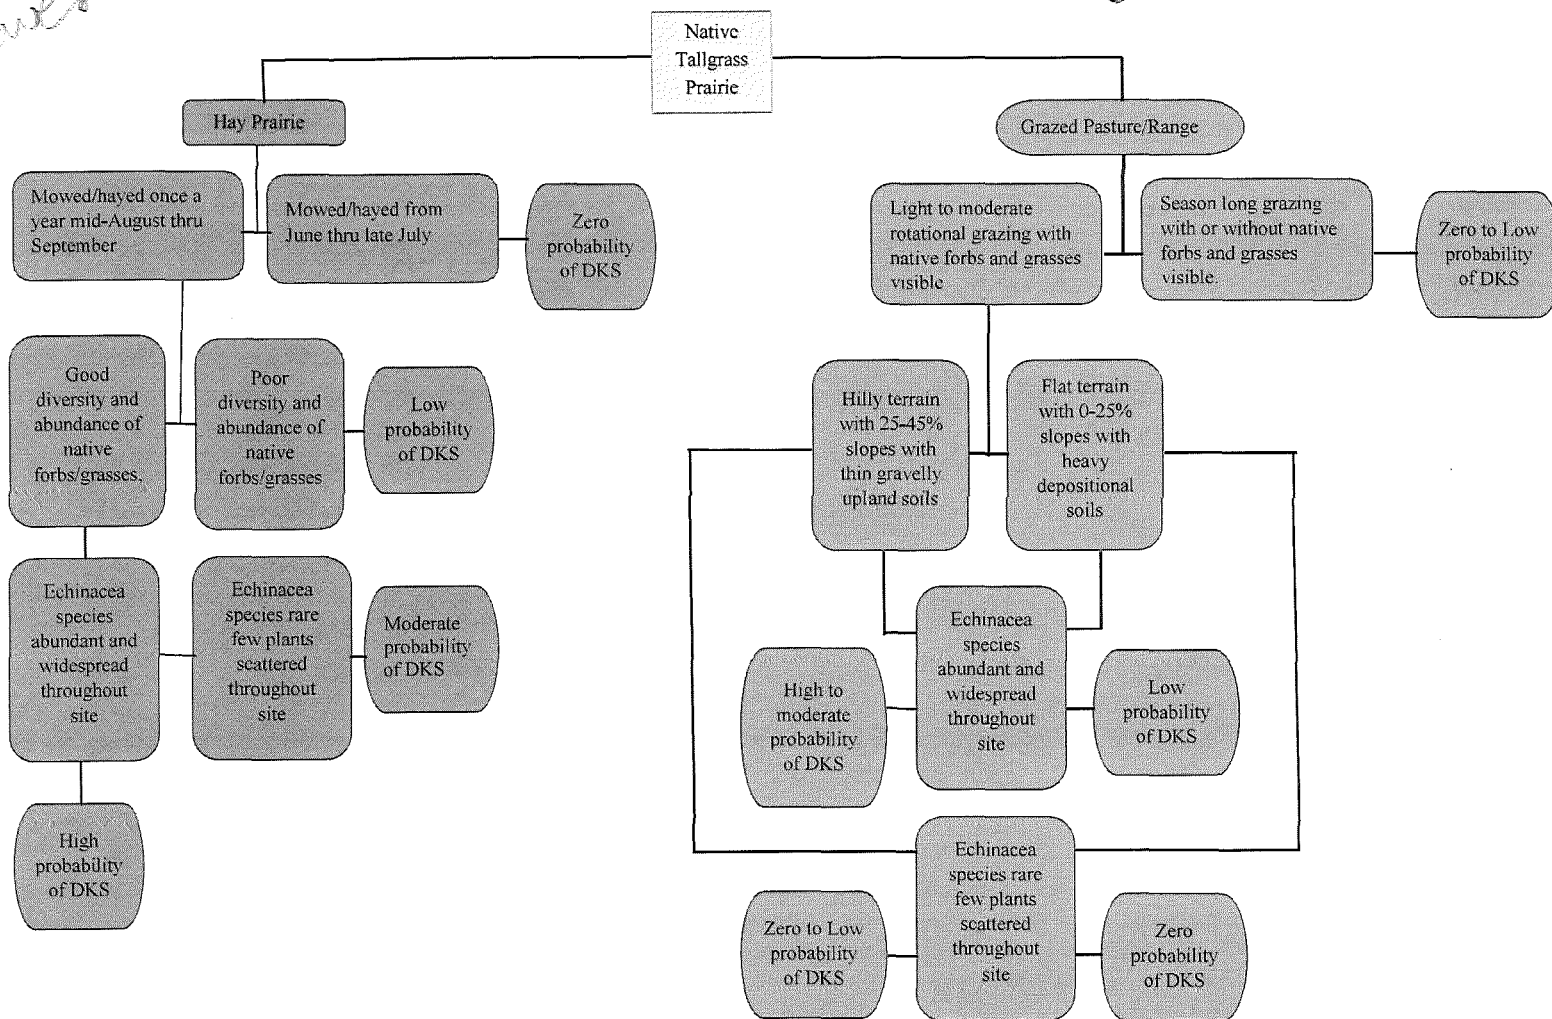 Native
Tallgrass
Prairie
Hay Prairie
Grazed Pasture/Range
Mowed/hayed once a
year mid-August thru
September
Mowed/hayed from
June thru late July
Zero
probability
of DKS
Light to moderate
rotational grazing with
native forbs and grasses
visible
Season long grazing
with or without native
forbs and grasses
visible.
Zero to Low
probability
of DKS
Good
diversity and
abundance of
native
forbs/grasses.
Poor
diversity and
abundance of
native
forbs/grasses
Low
probability
of DKS
Hilly terrain
with 25-45%
slopes with
thin gravelly
upland soils
Flat terrain
with 0-25%
slopes with
heavy
depositional
soils
Echinacea
species
abundant and
widespread
throughout
site
Echinacea
species rare
few plants
scattered
throughout
site
Moderate
probability
of DKS
Echinacea
species
abundant and
widespread
throughout
site
High to
moderate
probability
of DKS
Low
probability
of DKS
High
probability
of DKS
Echinacea
species rare
few plants
scattered
throughout
site
Zero to Low
probability
of DKS
Zero
probability
of DKS